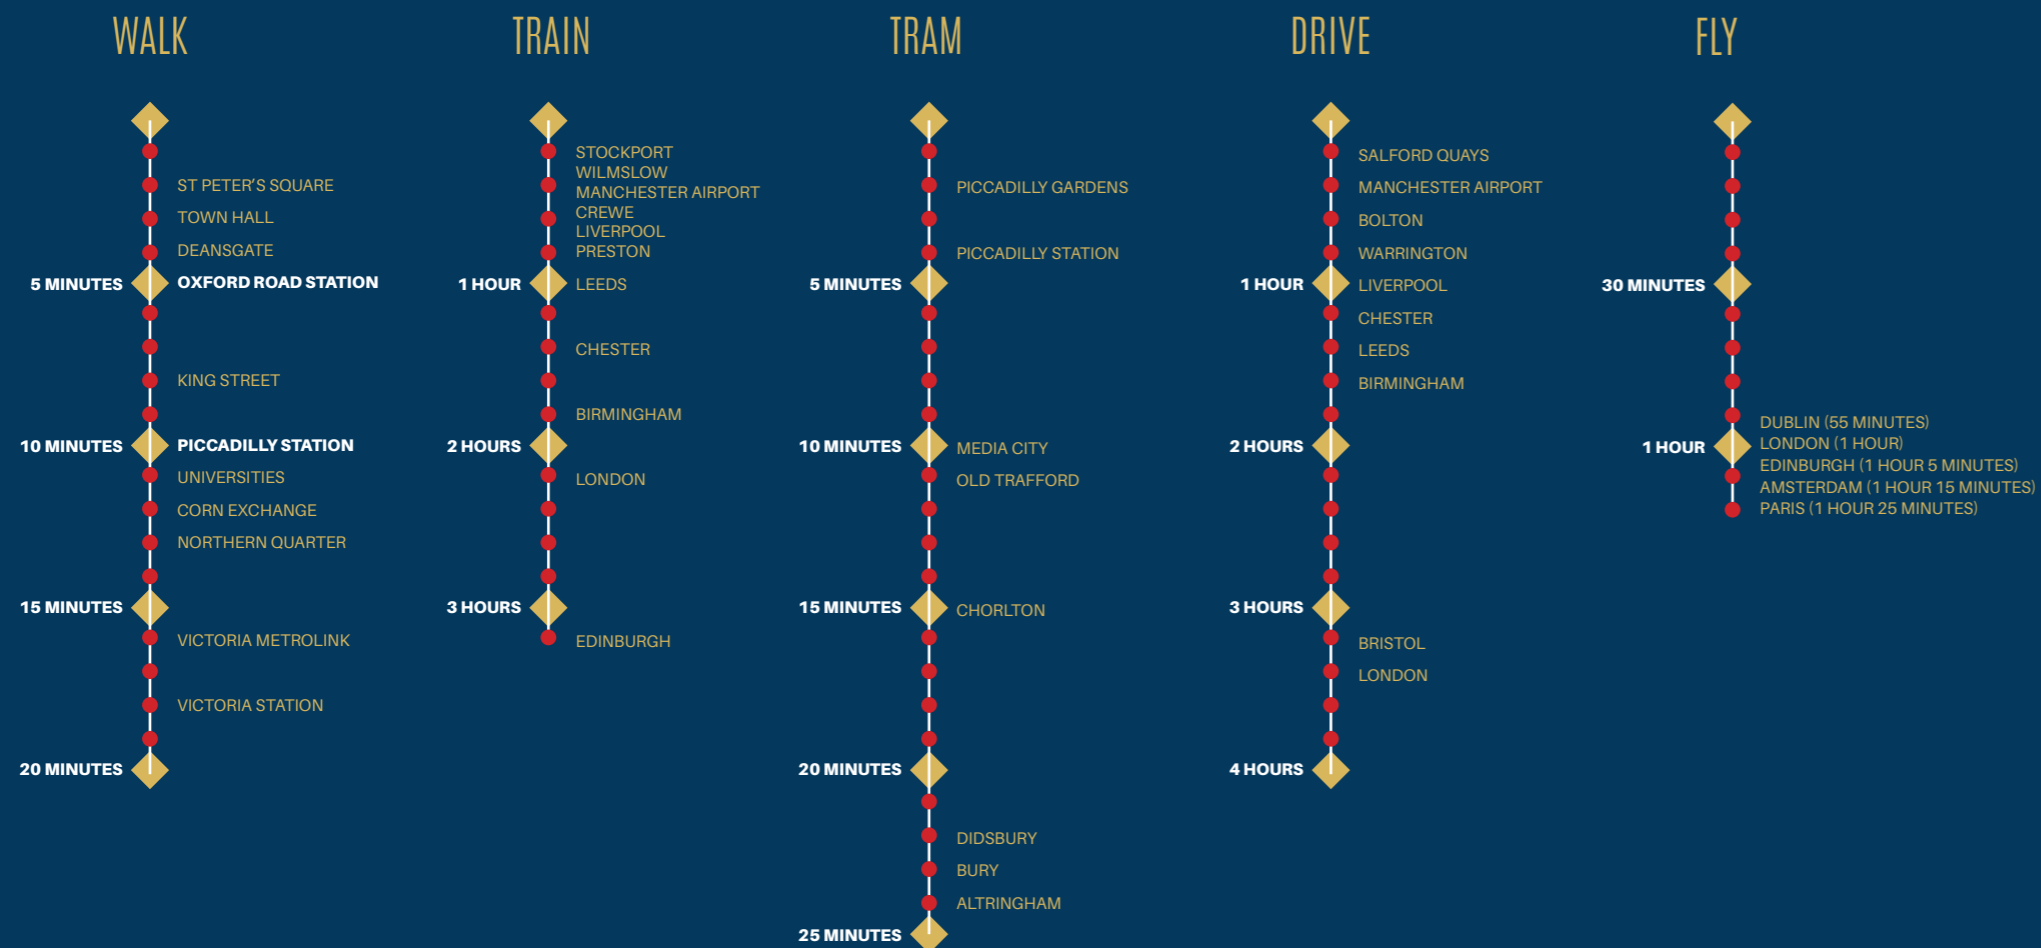 WALK
ST PETER'S SQUARE
TOWN HALL
DEANSGATE
5 MINUTES OXFORD ROAD STATION
KING STREET
10 MINUTES PICCADILLY STATION
UNIVERSITIES
CORN EXCHANGE
NORTHERN QUARTER
15 MINUTES
VICTORIA METROLINK
VICTORIA STATION
20 MINUTES
TRAIN
STOCKPORT
WILMSLOW
MANCHESTER AIRPORT
CREWE
LIVERPOOL
PRESTON
1 HOUR LEEDS
CHESTER
BIRMINGHAM
2 HOURS
LONDON
3 HOURS
EDINBURGH
TRAM
PICCADILLY GARDENS
PICCADILLY STATION
5 MINUTES
10 MINUTES MEDIA CITY
OLD TRAFFORD
15 MINUTES CHORLTON
20 MINUTES
DIDSBURY
BURY
ALTRINGHAM
25 MINUTES
DRIVE
SALFORD QUAYS
MANCHESTER AIRPORT
BOLTON
WARRINGTON
1 HOUR LIVERPOOL
CHESTER
LEEDS
BIRMINGHAM
2 HOURS
3 HOURS
BRISTOL
LONDON
4 HOURS
FLY
30 MINUTES
DUBLIN (55 MINUTES)
1 HOUR LONDON (1 HOUR)
EDINBURGH (1 HOUR 5 MINUTES)
AMSTERDAM (1 HOUR 15 MINUTES)
PARIS (1 HOUR 25 MINUTES)